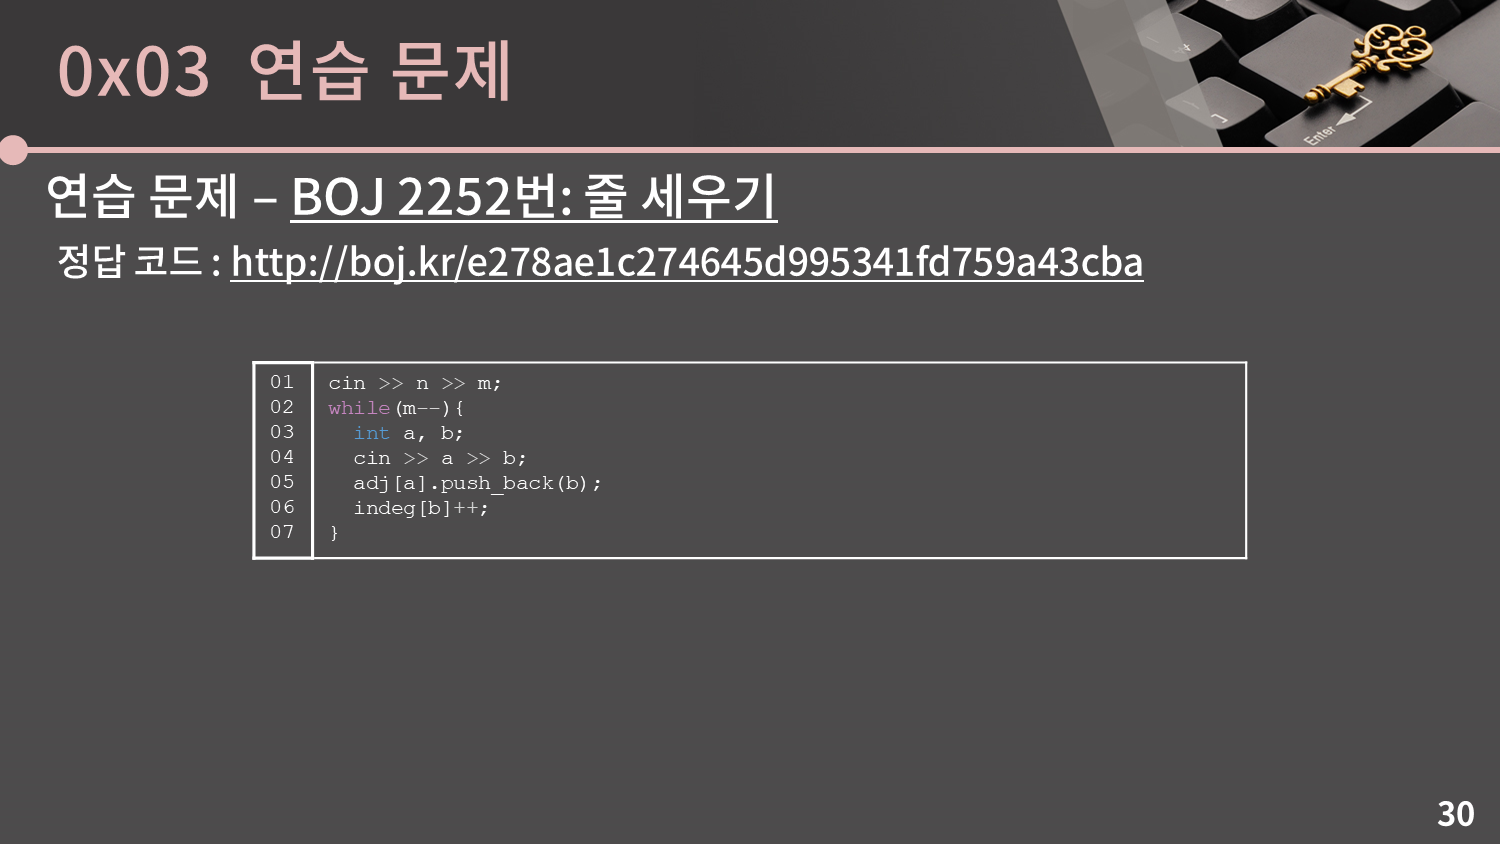 0x03 연습 문제
연습 문제 – BOJ 2252번: 줄 세우기
정답 코드 : http://boj.kr/e278ae1c274645d995341fd759a43cba
01 cin >> n >> m;
02 while(m--){
03   int a, b;
04   cin >> a >> b;
05   adj[a].push_back(b);
06   indeg[b]++;
07 }
Enter
30